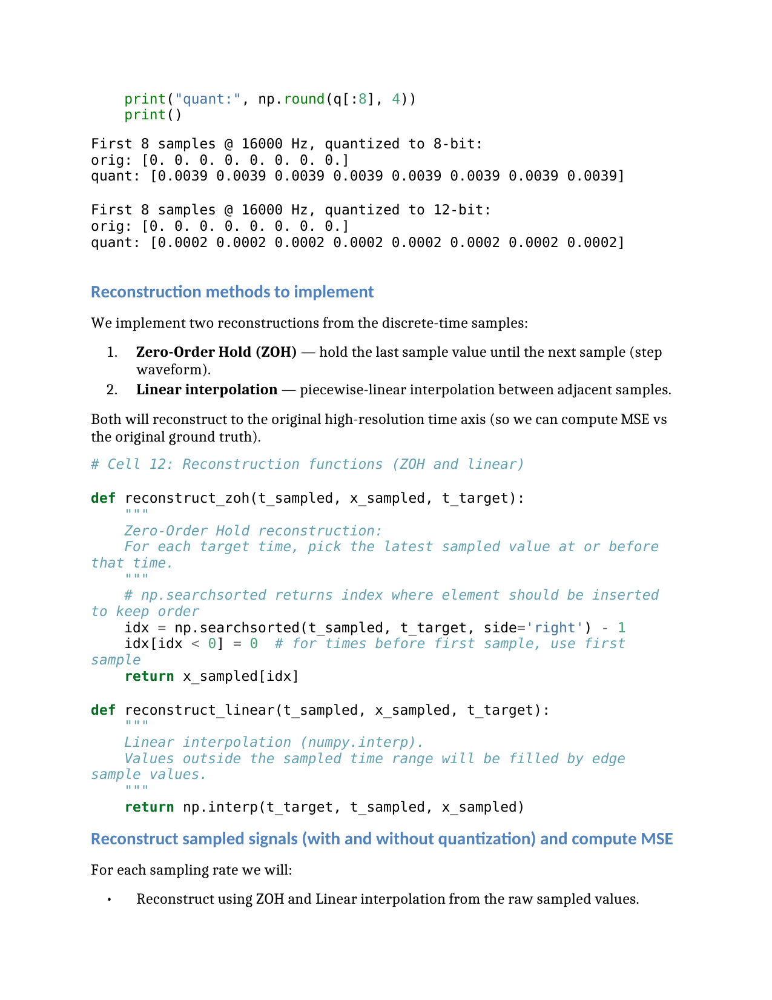 print("quant:", np.round(q[:8], 4))
    print()
First 8 samples @ 16000 Hz, quantized to 8-bit:
orig: [0. 0. 0. 0. 0. 0. 0. 0.]
quant: [0.0039 0.0039 0.0039 0.0039 0.0039 0.0039 0.0039 0.0039]
First 8 samples @ 16000 Hz, quantized to 12-bit:
orig: [0. 0. 0. 0. 0. 0. 0. 0.]
quant: [0.0002 0.0002 0.0002 0.0002 0.0002 0.0002 0.0002 0.0002]
Reconstruction methods to implement
We implement two reconstructions from the discrete-time samples:
1. Zero-Order Hold (ZOH) — hold the last sample value until the next sample (step
waveform).
2. Linear interpolation — piecewise-linear interpolation between adjacent samples.
Both will reconstruct to the original high-resolution time axis (so we can compute MSE vs
the original ground truth).
# Cell 12: Reconstruction functions (ZOH and linear)
def reconstruct_zoh(t_sampled, x_sampled, t_target):
    """
    Zero-Order Hold reconstruction:
    For each target time, pick the latest sampled value at or before
that time.
    """
    # np.searchsorted returns index where element should be inserted
to keep order
    idx = np.searchsorted(t_sampled, t_target, side='right') - 1
    idx[idx < 0] = 0  # for times before first sample, use first
sample
    return x_sampled[idx]
def reconstruct_linear(t_sampled, x_sampled, t_target):
    """
    Linear interpolation (numpy.interp).
    Values outside the sampled time range will be filled by edge
sample values.
    """
    return np.interp(t_target, t_sampled, x_sampled)
Reconstruct sampled signals (with and without quantization) and compute MSE
For each sampling rate we will:
• Reconstruct using ZOH and Linear interpolation from the raw sampled values.